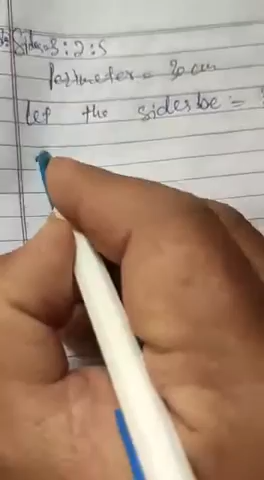 Sides = 3 : 2 : 5
Perimeter = 30 cm
Let the sides be =